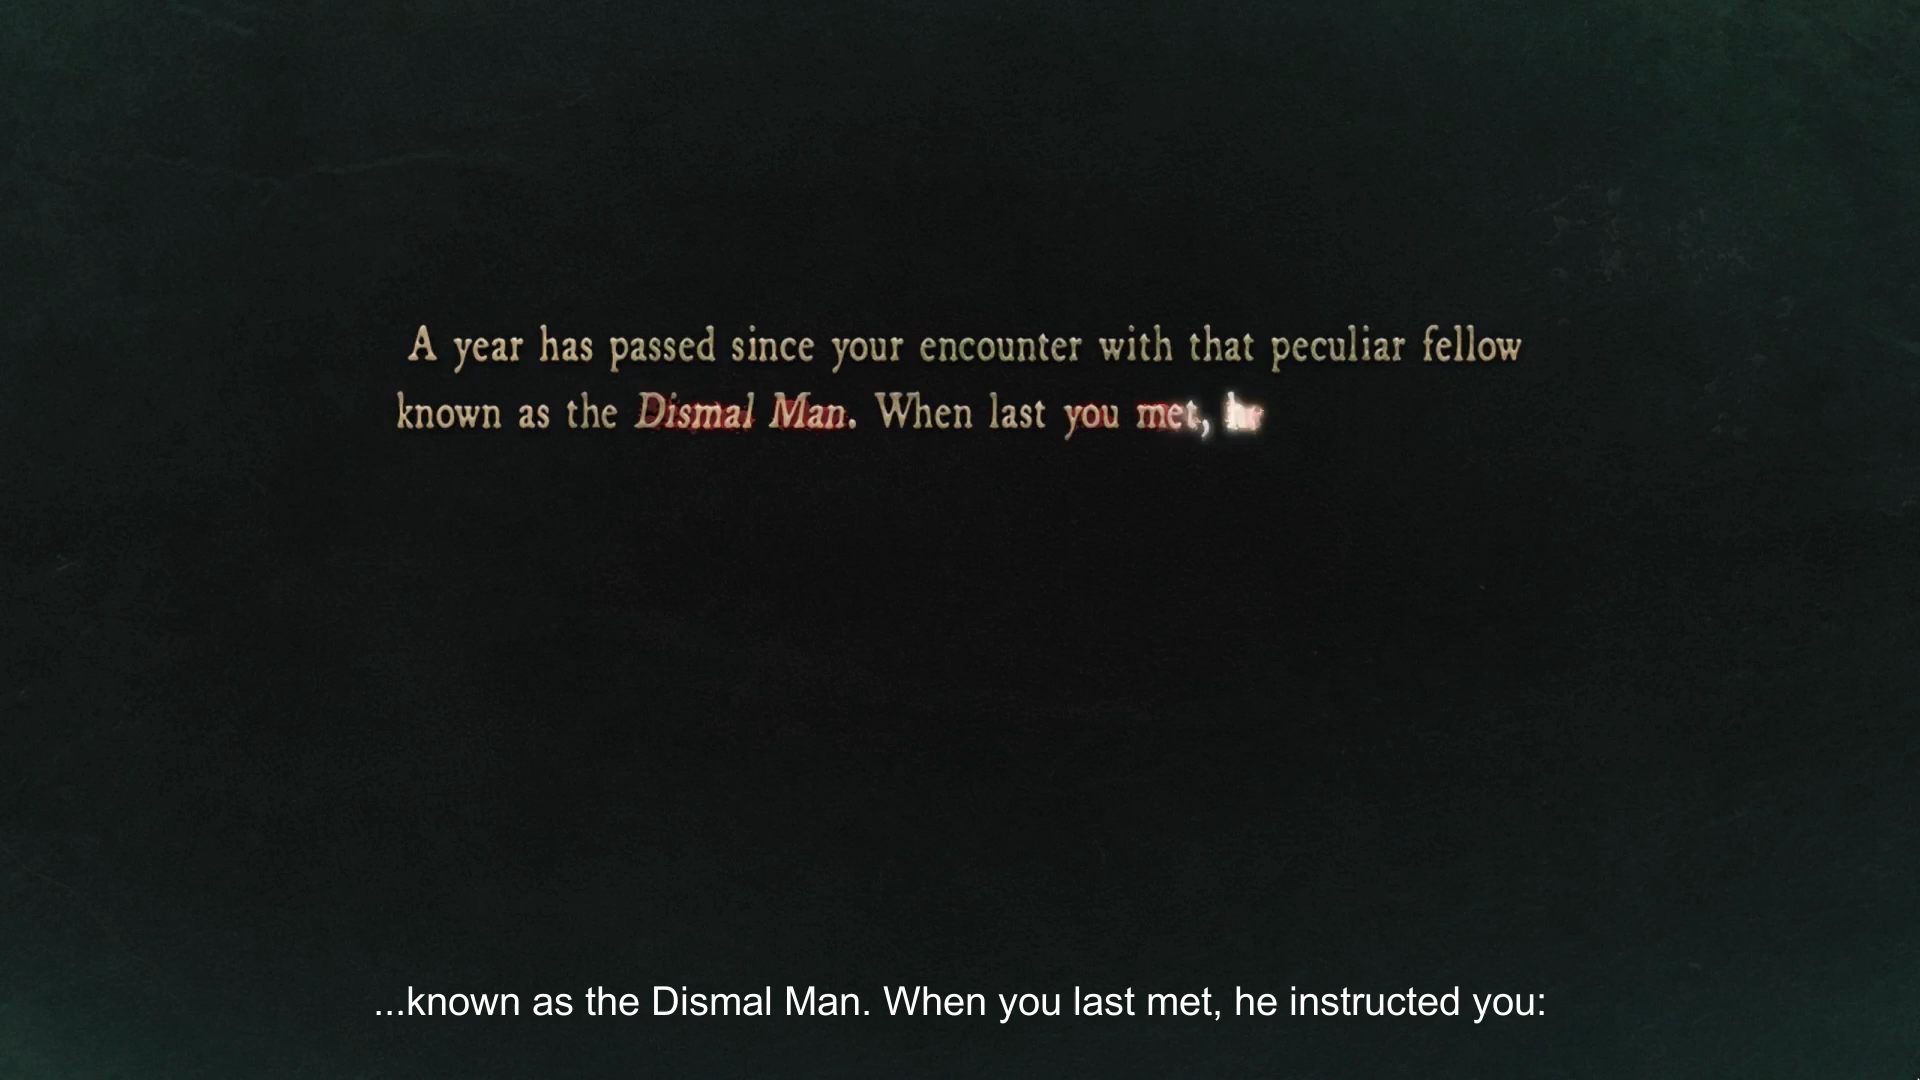 A year has passed since your encounter with that peculiar fellow
known as the Dismal Man. When last you met, he
...known as the Dismal Man. When you last met, he instructed you: